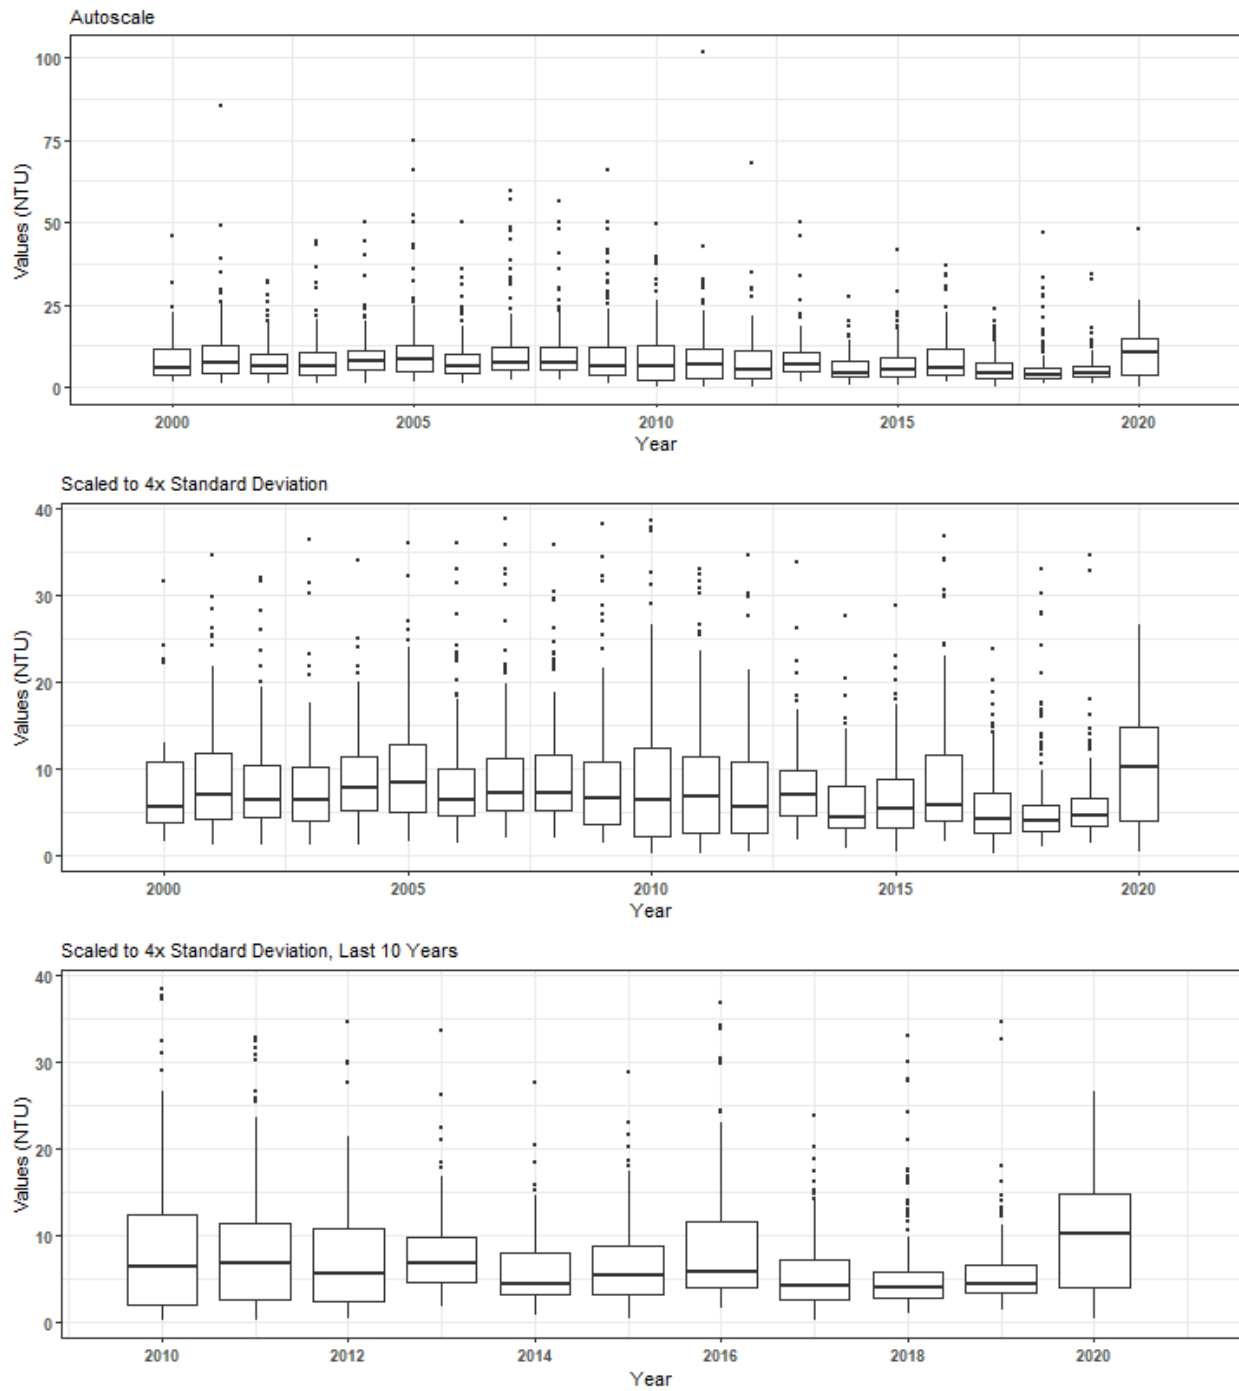 Autoscale
100
75
50
25
0
Values (NTU)
2000 2005 2010 2015 2020
Year
Scaled to 4x Standard Deviation
40
30
20
10
0
Values (NTU)
2000 2005 2010 2015 2020
Year
Scaled to 4x Standard Deviation, Last 10 Years
40
30
20
10
0
Values (NTU)
2010 2012 2014 2016 2018 2020
Year